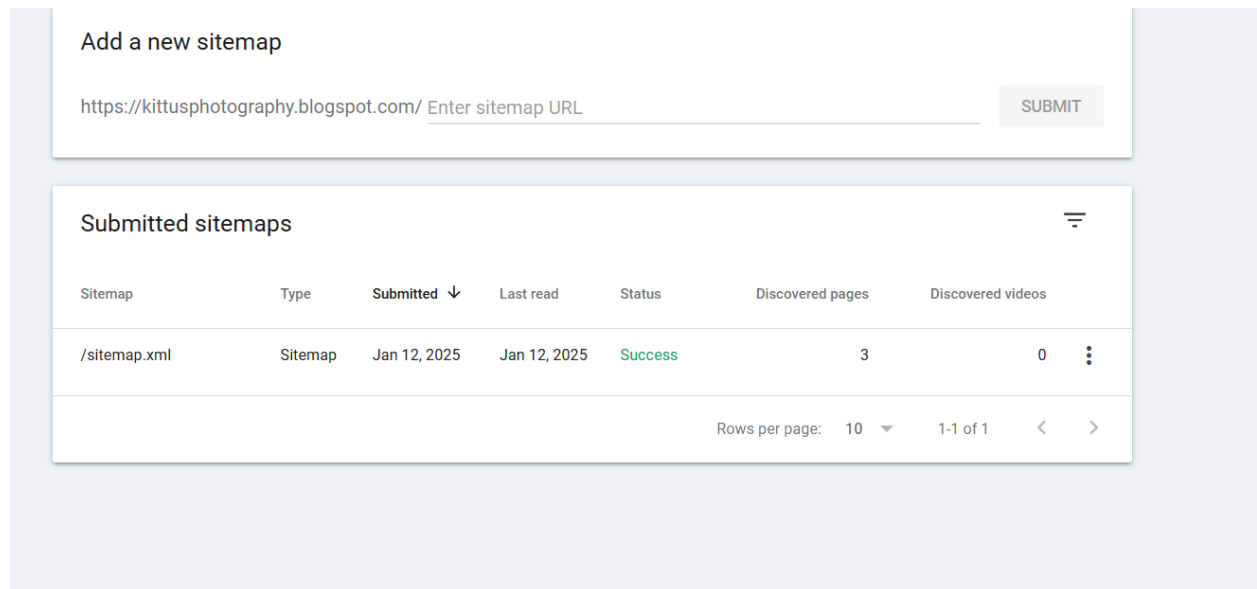 Add a new sitemap
https://kittusphotography.blogspot.com/ Enter sitemap URL SUBMIT
Submitted sitemaps
Sitemap Type Submitted Last read Status Discovered pages Discovered videos
/sitemap.xml Sitemap Jan 12, 2025 Jan 12, 2025 Success 3 0
Rows per page: 10 1-1 of 1